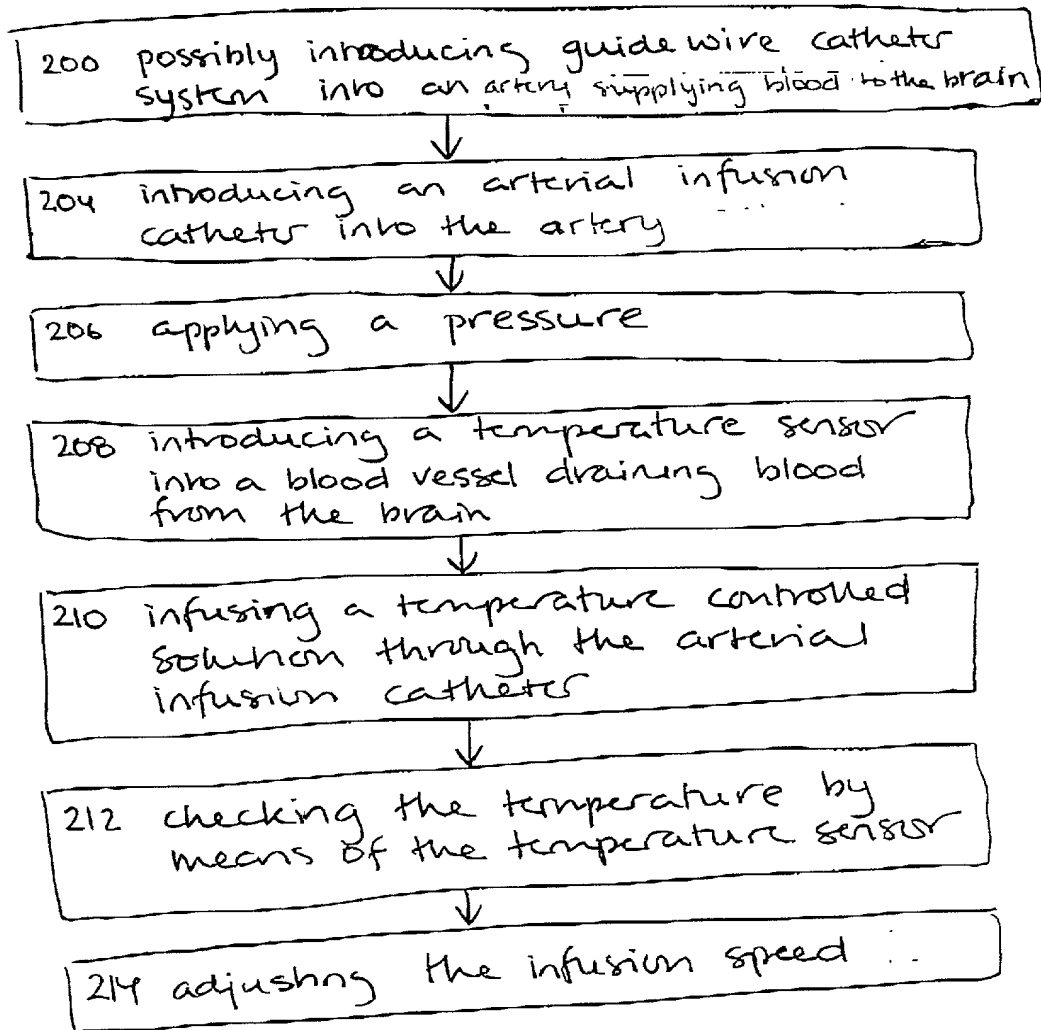 200 possibly introducing guidewire catheter
system into an artery supplying blood to the brain
204 introducing an arterial infusion
catheter into the artery
206 applying a pressure
208 introducing a temperature sensor
into a blood vessel draining blood
from the brain
210 infusing a temperature controlled
solution through the arterial
infusion catheter
212 checking the temperature by
means of the temperature sensor
214 adjusting the infusion speed